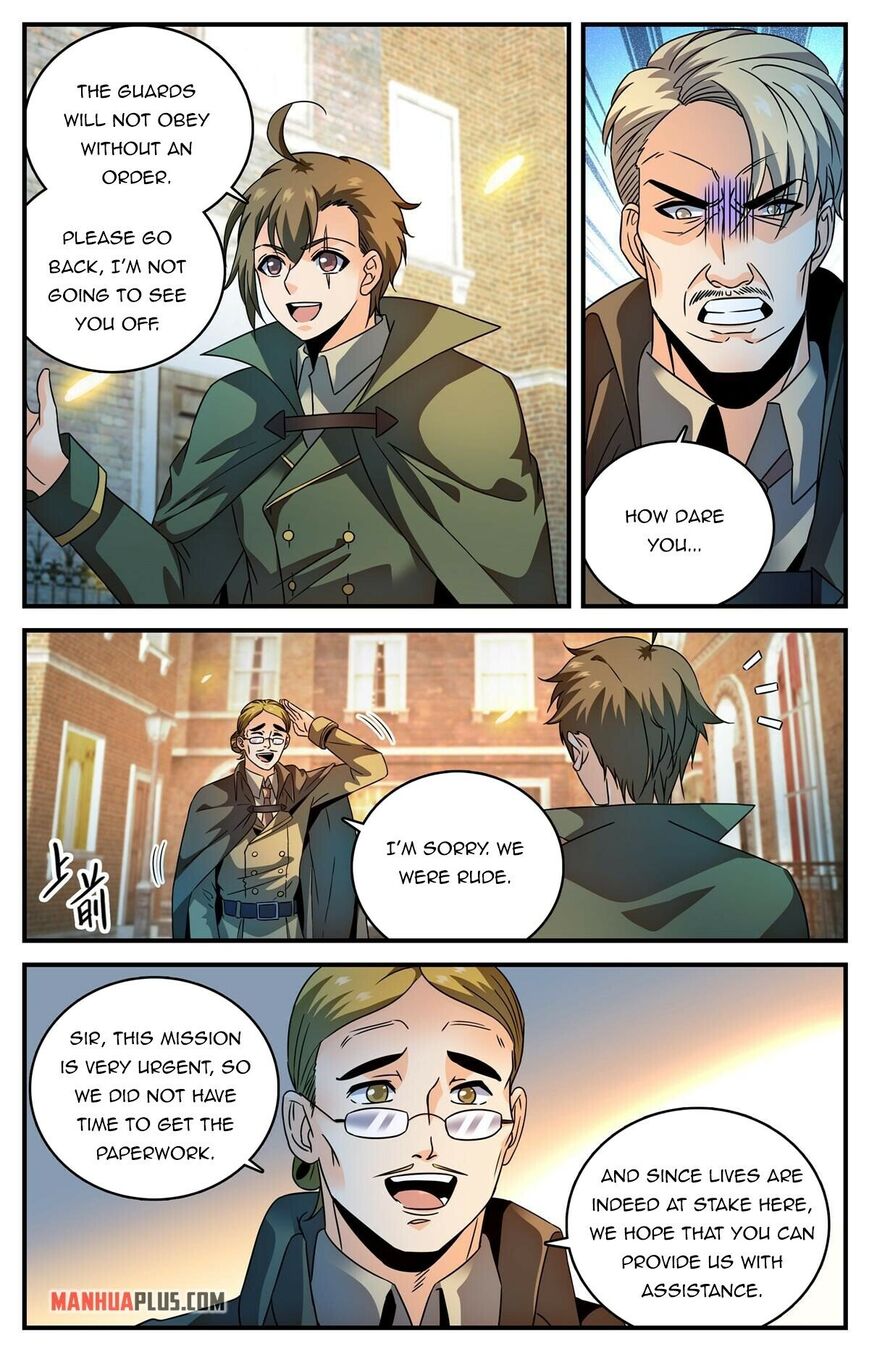 THE GUARDS
WILL NOT OBEY
WITHOUT AN
ORDER.
PLEASE GO
BACK, I'M NOT
GOING TO SEE
YOU OFF.
HOW DARE
YOU...
I'M SORRY. WE
WERE RUDE.
上前
SIR, THIS MISSION
IS VERY URGENT, SO
WE DID NOT HAVE
TIME TO GET THE
PAPERWORK.
AND SINCE LIVES ARE
INDEED AT STAKE HERE,
WE HOPE THAT YOU CAN
PROVIDE US WITH
ASSISTANCE.
MANHUAPLUS.COM